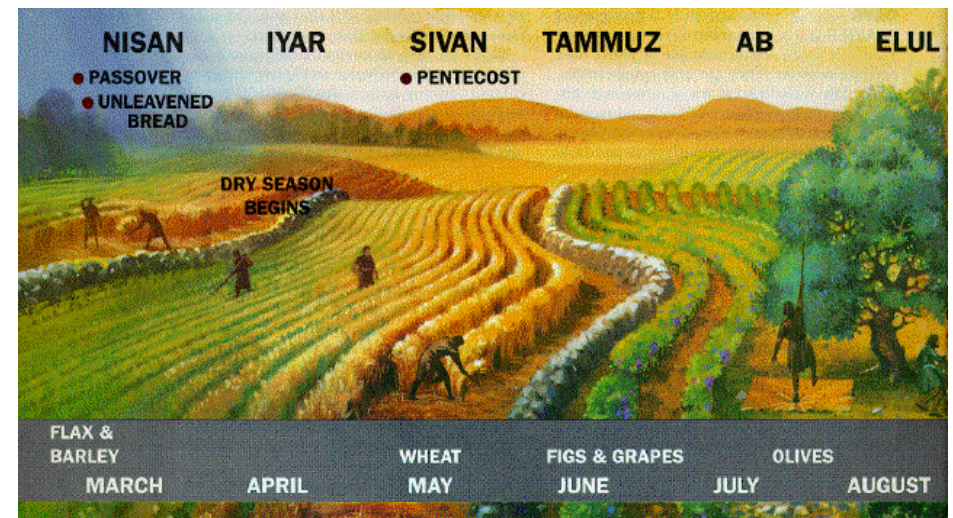 NISAN IYAR SIVAN TAMMUZ AB ELUL
● PASSOVER ● PENTECOST
● UNLEAVENED
BREAD
DRY SEASON
BEGINS
FLAX &
BARLEY WHEAT FIGS & GRAPES OLIVES
MARCH APRIL MAY JUNE JULY AUGUST